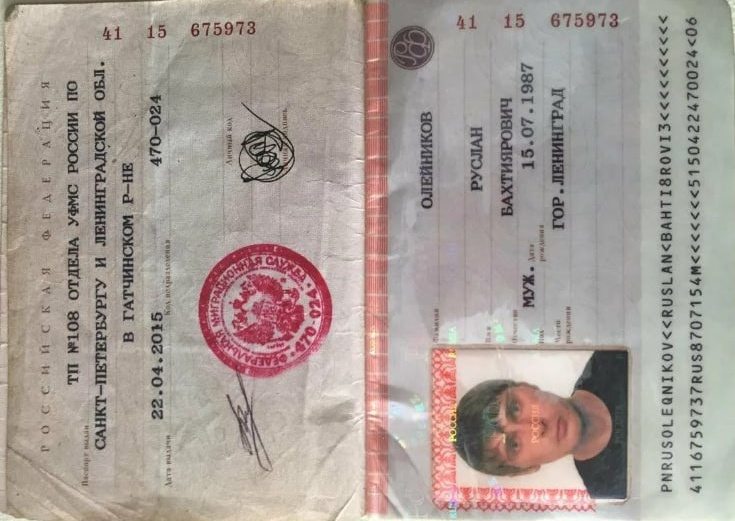 41 15 675973
РОССИЙСКАЯ ФЕДЕРАЦИЯ
Паспорт выдан
ТП №108 ОТДЕЛА УФМС РОССИИ ПО
САНКТ-ПЕТЕРБУРГУ И ЛЕНИНГРАДСКОЙ ОБЛ.
В ГАТЧИНСКОМ Р-НЕ
Дата выдачи 22.04.2015 Код подразделения 470-024
Личный код
ФЕДЕРАЛЬНАЯ МИГРАЦИОННАЯ СЛУЖБА • 470-024 •
41 15 675973
РФ
Фамилия ОЛЕЙНИКОВ
Имя РУСЛАН
Отчество БАХТИЯРОВИЧ
Пол МУЖ. Дата рождения 15.07.1987
Место рождения ГОР.ЛЕНИНГРАД
РОССИЯ
PNRUSOLEQNIKOV<<RUSLAN<BAHTI8ROVI3<<<<<<<<<<
4116759737RUS8707154M<<<<<<<5150422470024<06